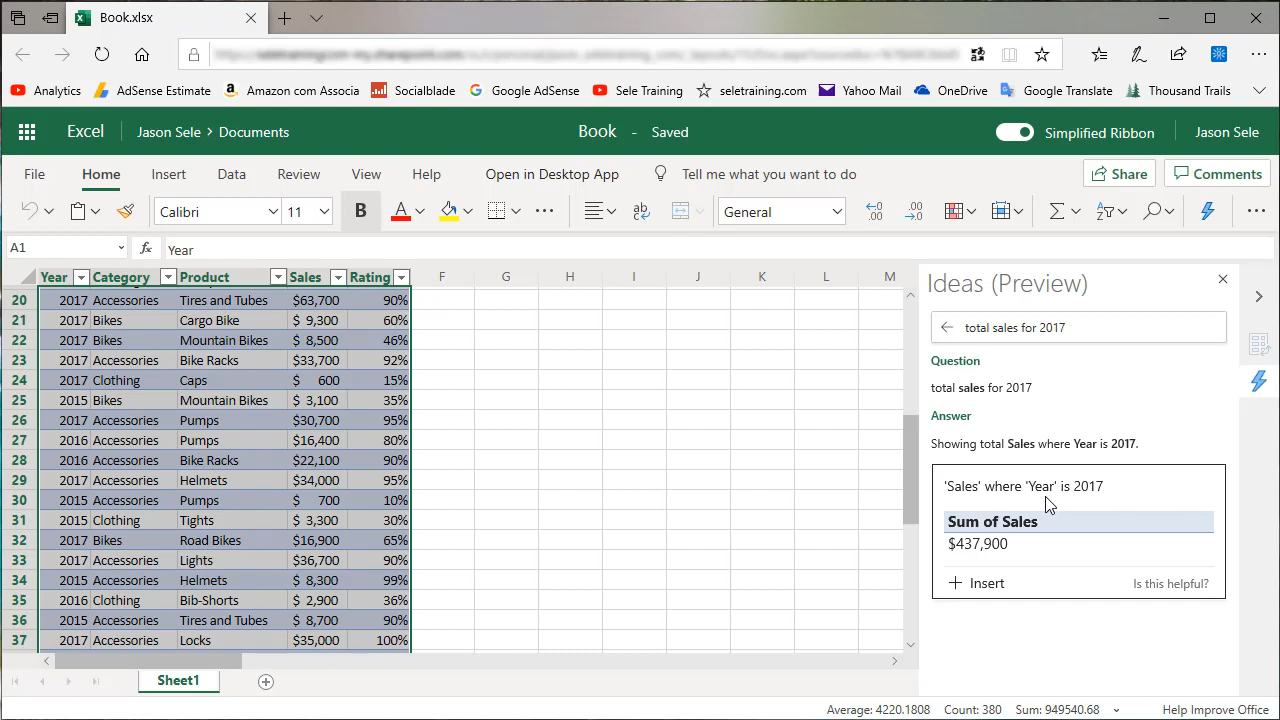 Book.xlsx
Analytics AdSense Estimate Amazon.com Associa Socialblade Google AdSense Sele Training seletraining.com Yahoo Mail OneDrive Google Translate Thousand Trails
Excel Jason Sele > Documents Book - Saved Simplified Ribbon Jason Sele
File Home Insert Data Review View Help Open in Desktop App Tell me what you want to do Share Comments
Calibri 11 B A General
A1 fx Year
Year Category Product Sales Rating F G H I J K L M
20 2017 Accessories Tires and Tubes $63,700 90%
21 2017 Bikes Cargo Bike $ 9,300 60%
22 2017 Bikes Mountain Bikes $ 8,500 46%
23 2017 Accessories Bike Racks $33,700 92%
24 2017 Clothing Caps $ 600 15%
25 2015 Bikes Mountain Bikes $ 3,100 35%
26 2017 Accessories Pumps $30,700 95%
27 2016 Accessories Pumps $16,400 80%
28 2016 Accessories Bike Racks $22,100 90%
29 2017 Accessories Helmets $34,000 95%
30 2015 Accessories Pumps $ 700 10%
31 2015 Clothing Tights $ 3,300 30%
32 2017 Bikes Road Bikes $16,900 65%
33 2017 Accessories Lights $36,700 90%
34 2015 Accessories Helmets $ 8,300 99%
35 2016 Clothing Bib-Shorts $ 2,900 36%
36 2015 Accessories Tires and Tubes $ 8,700 90%
37 2017 Accessories Locks $35,000 100%
Ideas (Preview)
total sales for 2017
Question
total sales for 2017
Answer
Showing total Sales where Year is 2017.
'Sales' where 'Year' is 2017
Sum of Sales
$437,900
Insert Is this helpful?
Sheet1
Average: 4220.1808 Count: 380 Sum: 949540.68 Help Improve Office